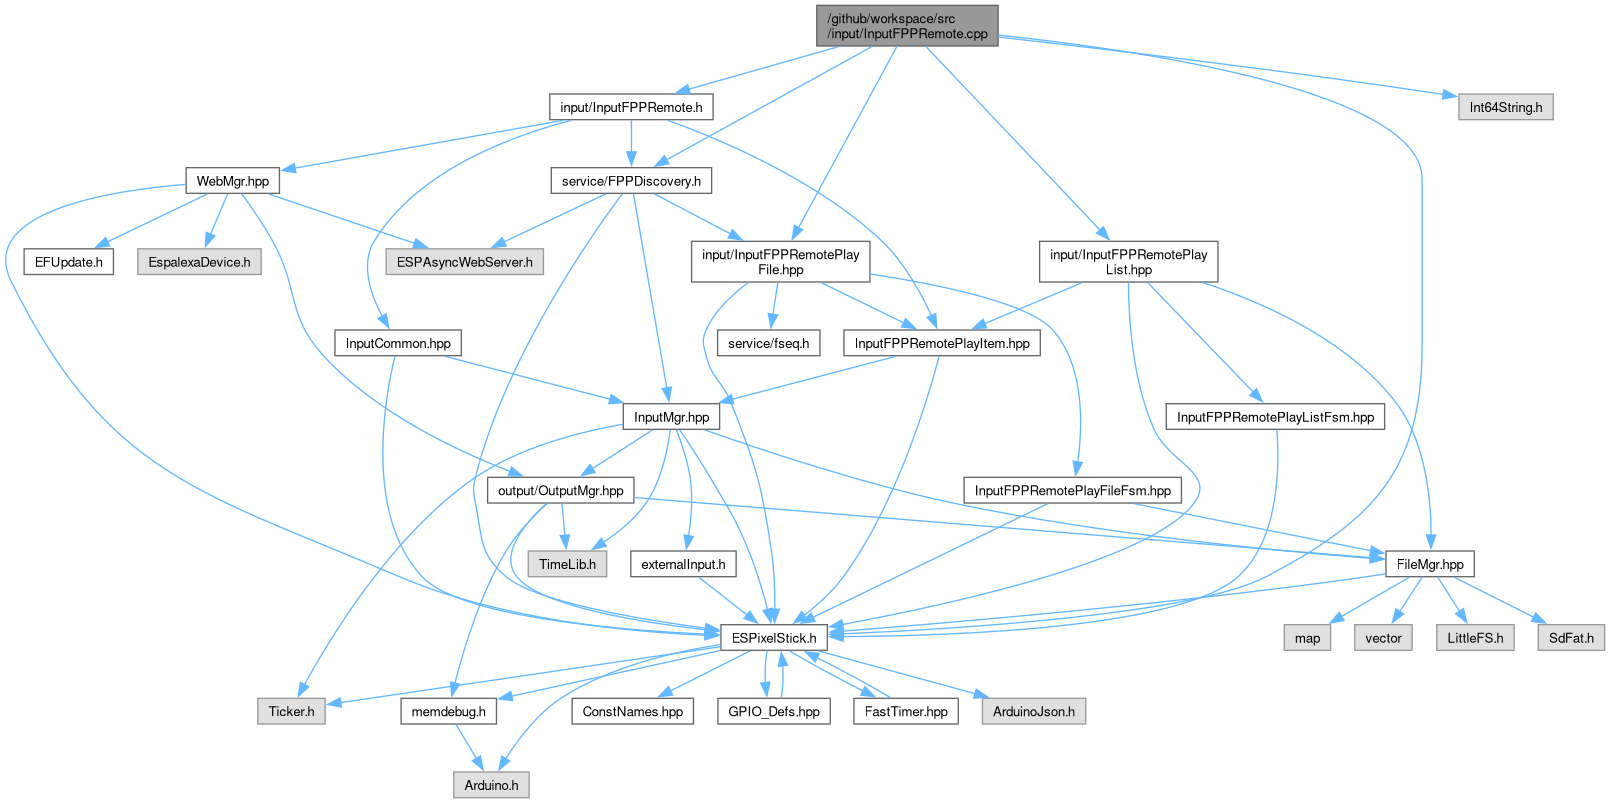 /github/workspace/src
/input/InputFPPRemote.cpp
input/InputFPPRemote.h
Int64String.h
WebMgr.hpp
service/FPPDiscovery.h
EFUpdate.h
EspalexaDevice.h
ESPAsyncWebServer.h
input/InputFPPRemotePlay
File.hpp
input/InputFPPRemotePlay
List.hpp
InputCommon.hpp
service/fseq.h
InputFPPRemotePlayItem.hpp
InputMgr.hpp
InputFPPRemotePlayListFsm.hpp
output/OutputMgr.hpp
InputFPPRemotePlayFileFsm.hpp
TimeLib.h
externalInput.h
FileMgr.hpp
ESPixelStick.h
map
vector
LittleFS.h
SdFat.h
Ticker.h
memdebug.h
ConstNames.hpp
GPIO_Defs.hpp
FastTimer.hpp
ArduinoJson.h
Arduino.h